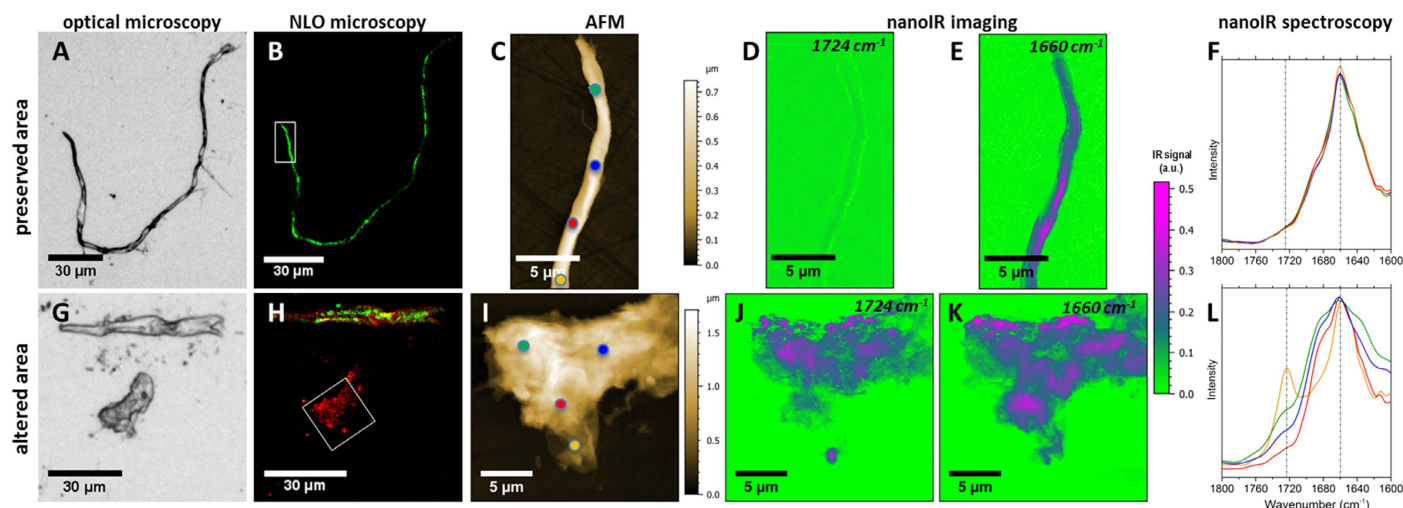 optical microscopy NLO microscopy AFM nanoIR imaging nanoIR spectroscopy
preserved area
A
30 µm
B
30 µm
C
5 µm
µm
0.7
0.6
0.5
0.4
0.3
0.2
0.1
0.0
D
1724 cm-1
5 µm
E
1660 cm-1
5 µm
F
Intensity
1800 1760 1720 1680 1640 1600
IR signal
(a.u.)
0.5
0.4
0.3
0.2
0.1
0.0
altered area
G
30 µm
H
30 µm
I
5 µm
µm
1.5
1.0
0.5
0.0
J
1724 cm-1
5 µm
K
1660 cm-1
5 µm
L
Intensity
1800 1760 1720 1680 1640 1600
Wavenumber (cm-1)